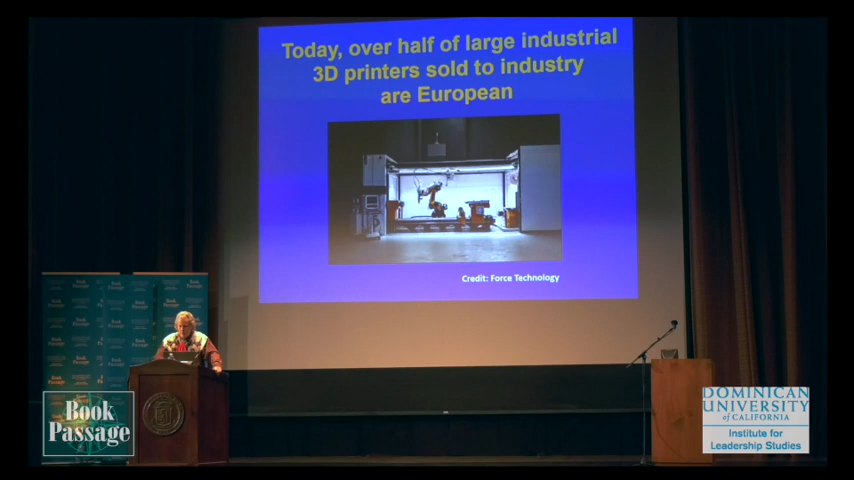 Today, over half of large industrial
3D printers sold to industry
are European
Credit: Force Technology
Book
Passage
DOMINICAN
UNIVERSITY
of CALIFORNIA
Institute for
Leadership Studies